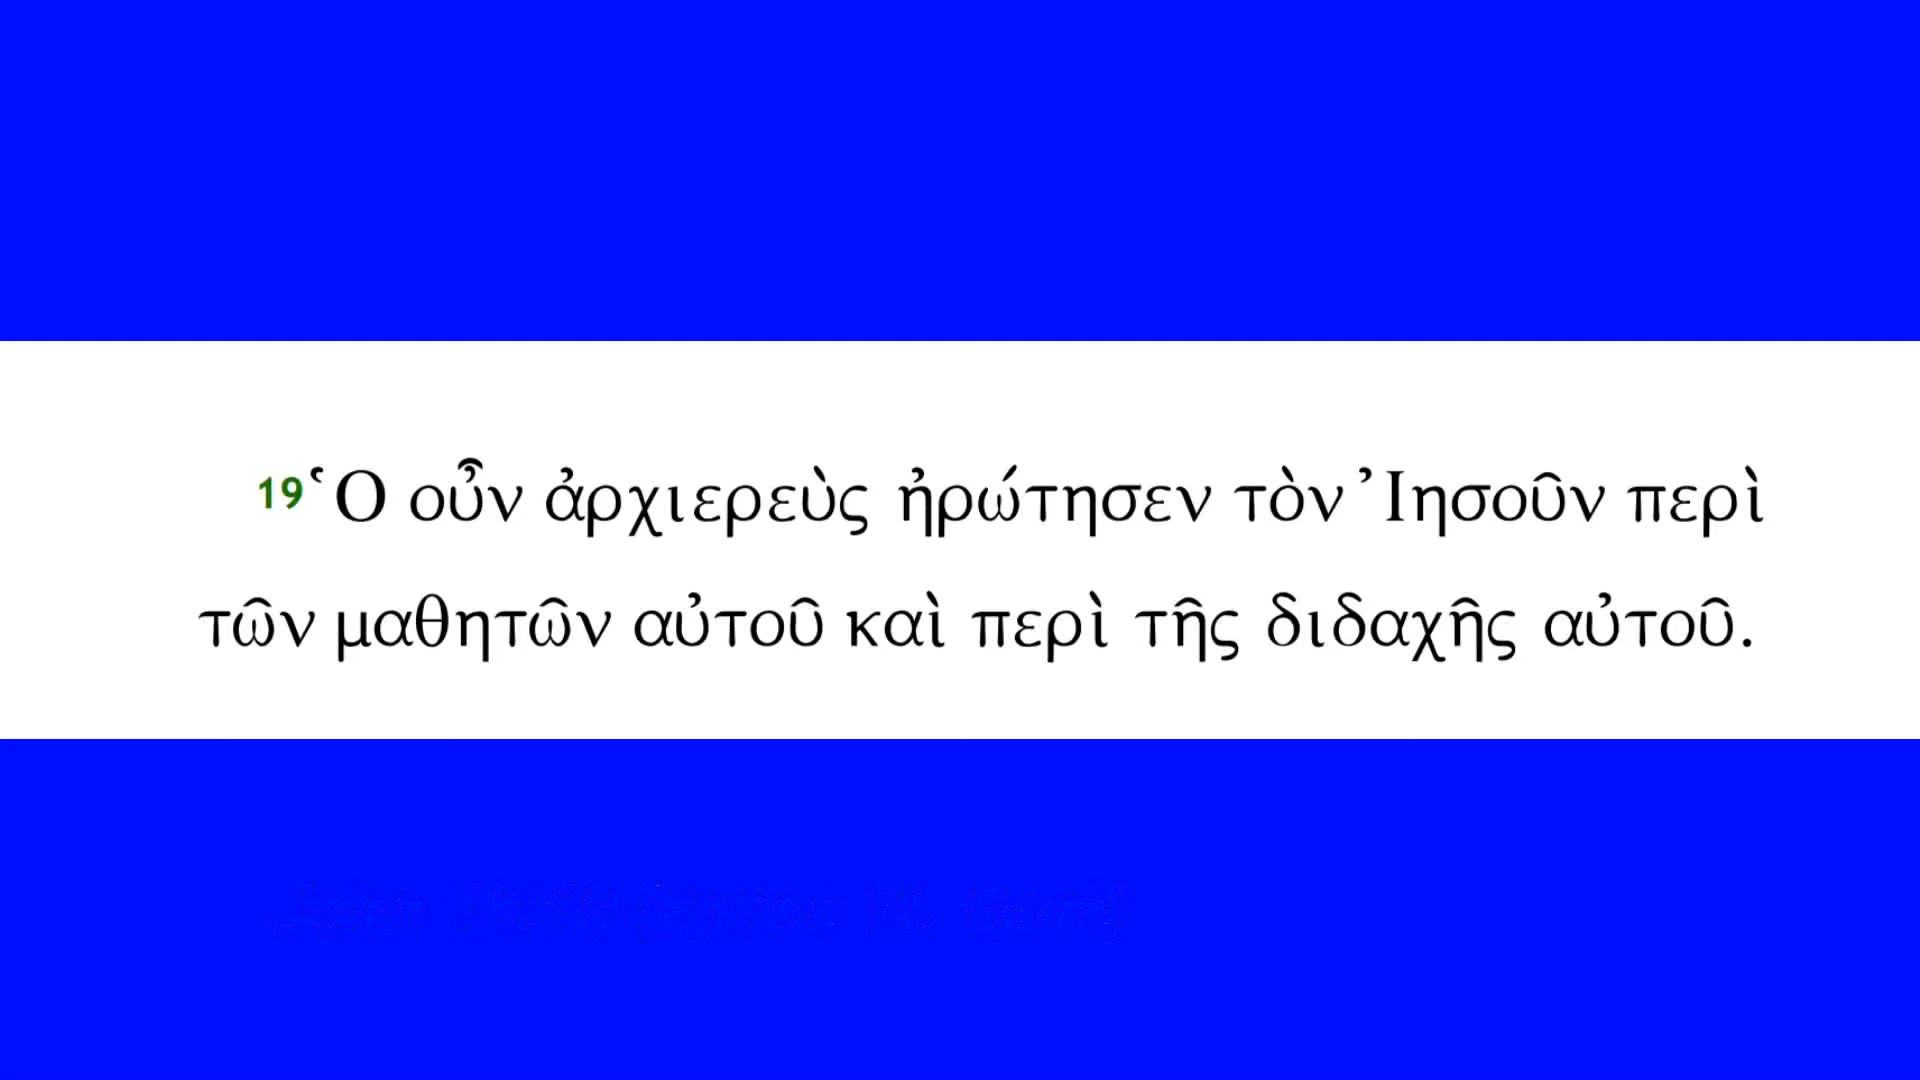 19 Ὁ οὖν ἀρχιερεὺς ἠρώτησεν τὸν Ἰησοῦν περὶ
τῶν μαθητῶν αὐτοῦ καὶ περὶ τῆς διδαχῆς αὐτοῦ.